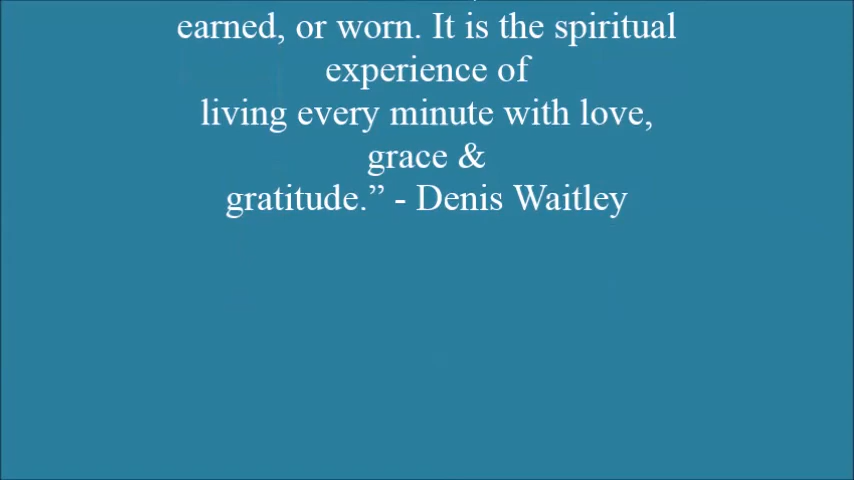 earned, or worn. It is the spiritual
experience of
living every minute with love,
grace &
gratitude.” - Denis Waitley